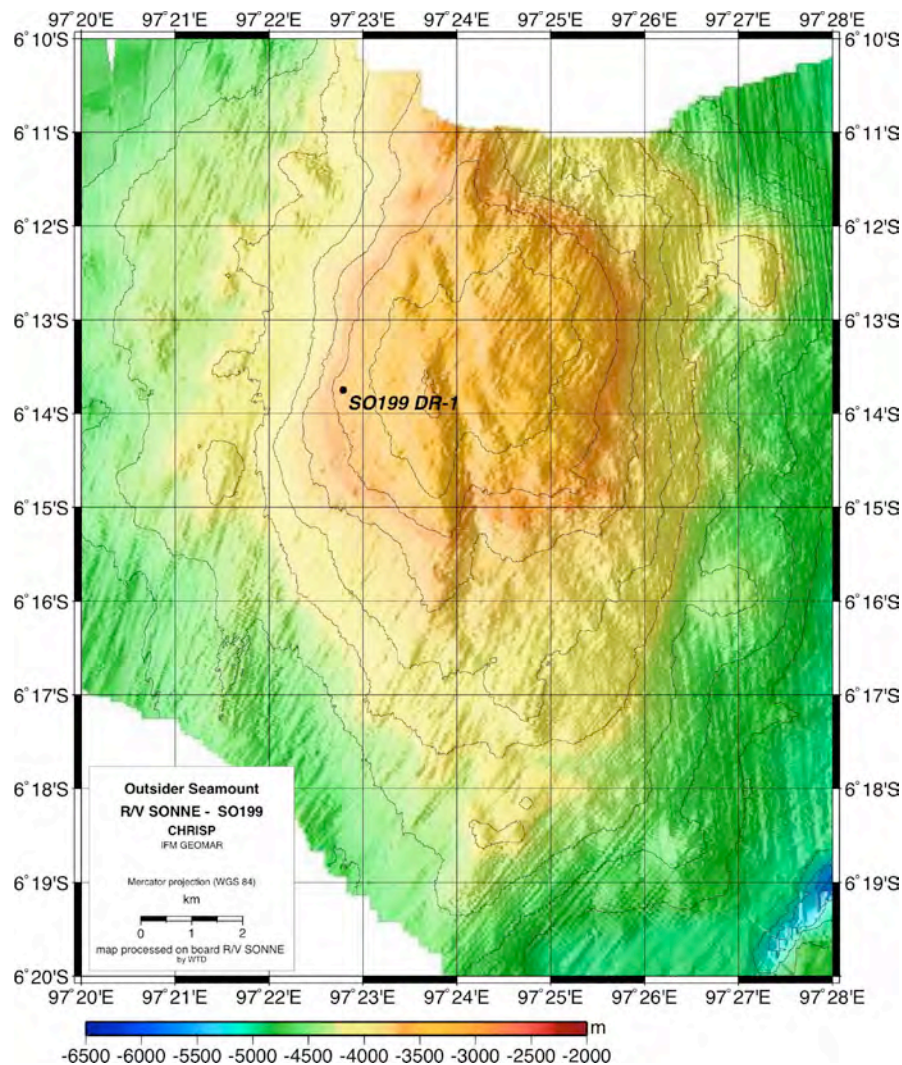 97˚20'S 97˚21'S 97˚22'S 97˚23'S 97˚24'S 97˚25'S 97˚26'S 97˚27'S 97˚28'S
6˚10'S 6˚10'S
6˚11'S 6˚11'S
6˚12'S 6˚12'S
6˚13'S 6˚13'S
6˚14'S 6˚14'S
SO199 DR-1
6˚15'S 6˚15'S
6˚16'S 6˚16'S
6˚17'S 6˚17'S
6˚18'S 6˚18'S
6˚19'S 6˚19'S
6˚20'S 6˚20'S
Outsider Seamount
R/V SONNE - SO199
CHRISP
IFM GEOMAR
Mercator projection (WGS 84)
km
0 1 2
map processed on board R/V SONNE
by WTD
97˚20'S 97˚21'S 97˚22'S 97˚23'S 97˚24'S 97˚25'S 97˚26'S 97˚27'S 97˚28'S
m
-6500 -6000 -5500 -5000 -4500 -4000 -3500 -3000 -2500 -2000